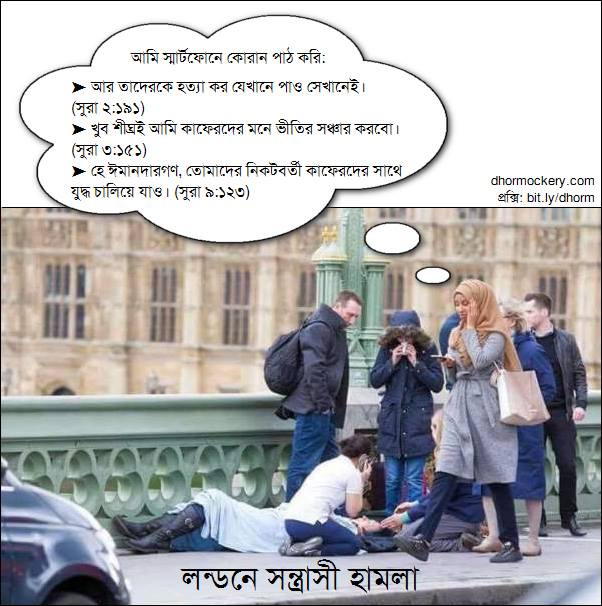 আমি স্মার্টফোনে কোরান পাঠ করি:
➤ আর তাদেরকে হত্যা কর যেখানে পাও সেখানেই।
(সুরা ২:১৯১)
➤ খুব শীঘ্রই আমি কাফেরদের মনে ভীতির সঞ্চার করবো।
(সুরা ৩:১৫১)
➤ হে ঈমানদারগণ, তোমাদের নিকটবর্তী কাফেরদের সাথে
যুদ্ধ চালিয়ে যাও। (সুরা ৯:১২৩)
dhormockery.com
প্রক্সি: bit.ly/dhorm
লন্ডনে সন্ত্রাসী হামলা